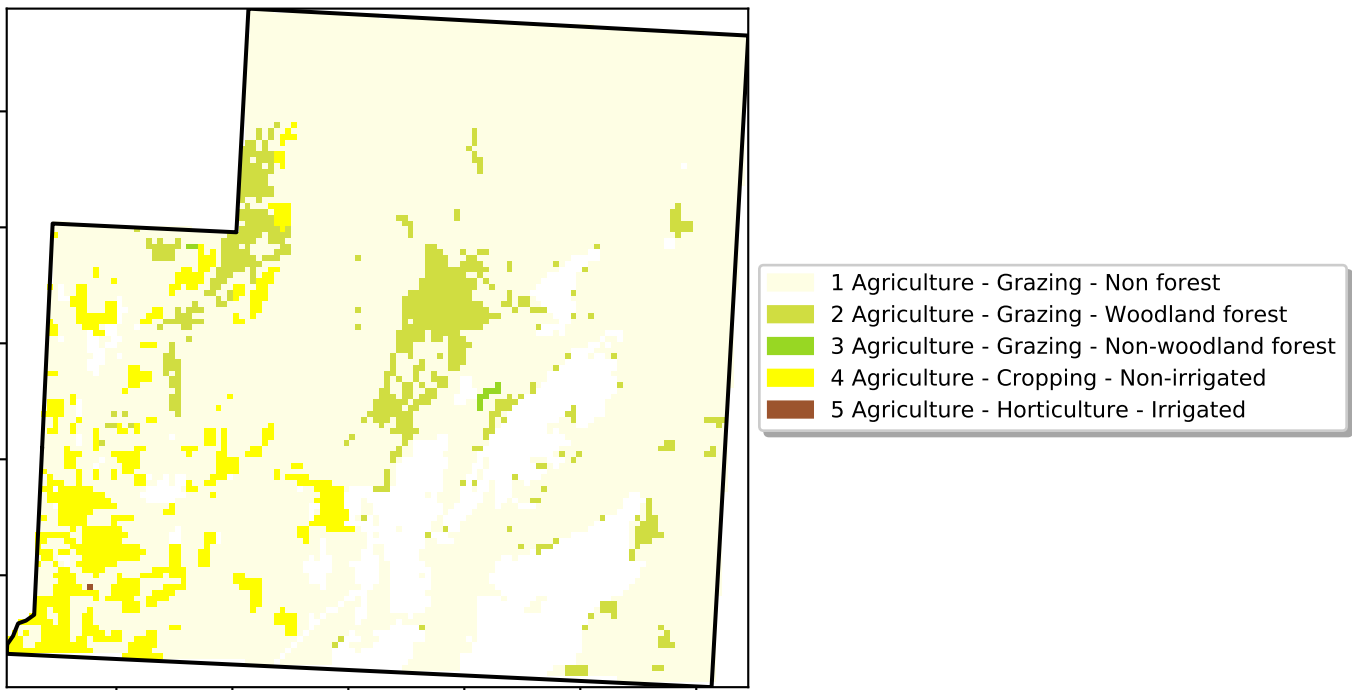 1 Agriculture - Grazing - Non forest
2 Agriculture - Grazing - Woodland forest
3 Agriculture - Grazing - Non-woodland forest
4 Agriculture - Cropping - Non-irrigated
5 Agriculture - Horticulture - Irrigated